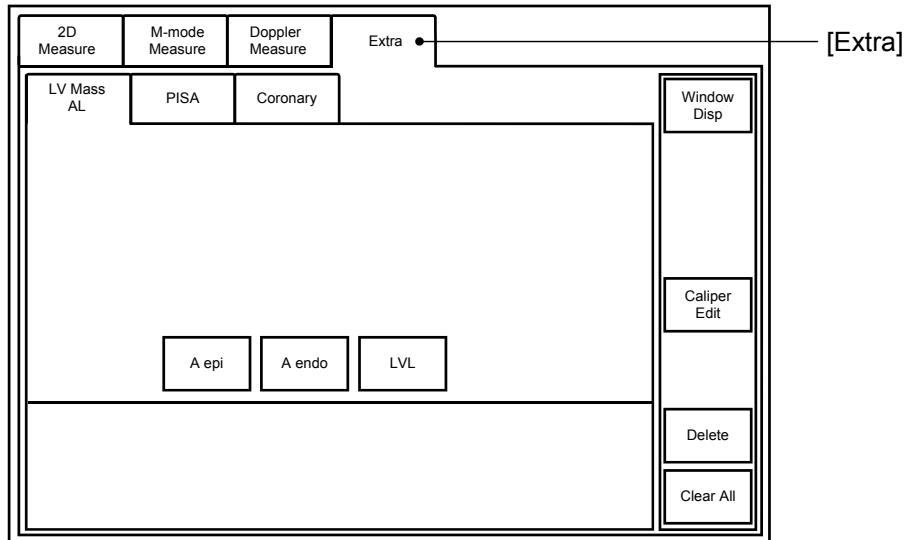 2D
Measure
M-mode
Measure
Doppler
Measure
Extra
[Extra]
LV Mass
AL
PISA
Coronary
Window
Disp
Caliper
Edit
A epi
A endo
LVL
Delete
Clear All